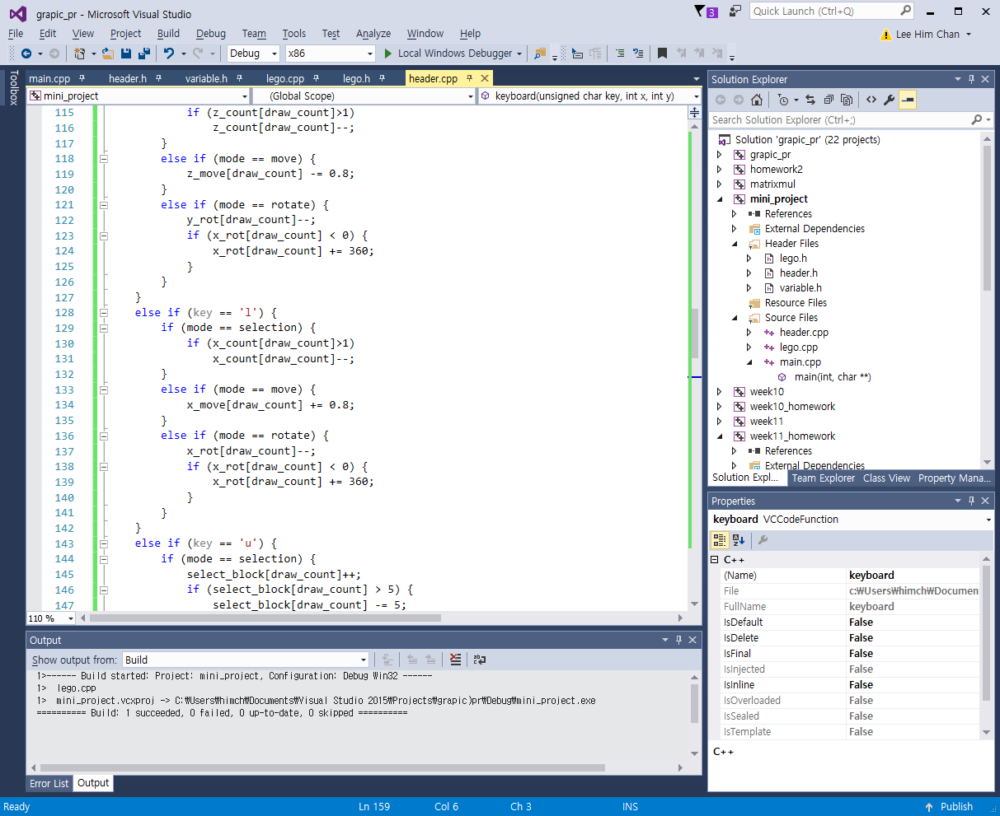 grapic_pr - Microsoft Visual Studio
3
Quick Launch (Ctrl+Q)
File Edit View Project Build Debug Team Tools Test Analyze Window Help
Lee Him Chan
Debug x86 Local Windows Debugger
Toolbox
main.cpp header.h variable.h lego.cpp lego.h header.cpp
mini_project (Global Scope) keyboard(unsigned char key, int x, int y)
115 if (z_count[draw_count]>1)
116 z_count[draw_count]--;
117 }
118 else if (mode == move) {
119 z_move[draw_count] -= 0.8;
120 }
121 else if (mode == rotate) {
122 y_rot[draw_count]--;
123 if (x_rot[draw_count] < 0) {
124 x_rot[draw_count] += 360;
125 }
126 }
127 }
128 else if (key == 'l') {
129 if (mode == selection) {
130 if (x_count[draw_count]>1)
131 x_count[draw_count]--;
132 }
133 else if (mode == move) {
134 x_move[draw_count] += 0.8;
135 }
136 else if (mode == rotate) {
137 x_rot[draw_count]--;
138 if (x_rot[draw_count] < 0) {
139 x_rot[draw_count] += 360;
140 }
141 }
142 }
143 else if (key == 'u') {
144 if (mode == selection) {
145 select_block[draw_count]++;
146 if (select_block[draw_count] > 5) {
147 select_block[draw_count] -= 5;
110 %
Output
Show output from: Build
1>------ Build started: Project: mini_project, Configuration: Debug Win32 ------
1> lego.cpp
1> mini_project.vcxproj -> C:₩Users₩himch₩Documents₩Visual Studio 2015₩Projects₩grapic)pr₩Debug₩mini_project.exe
========== Build: 1 succeeded, 0 failed, 0 up-to-date, 0 skipped ==========
Error List Output
Solution Explorer
Search Solution Explorer (Ctrl+;)
Solution 'grapic_pr' (22 projects)
grapic_pr
homework2
matrixmul
mini_project
References
External Dependencies
Header Files
lego.h
header.h
variable.h
Resource Files
Source Files
header.cpp
lego.cpp
main.cpp
main(int, char **)
week10
week10_homework
week11
week11_homework
References
External Dependencies
Solution Expl... Team Explorer Class View Property Mana...
Properties
keyboard VCCodeFunction
C++
(Name) keyboard
File c:₩Users₩himch₩Documen
FullName keyboard
IsDefault False
IsDelete False
IsFinal False
IsInjected False
IsInline False
IsOverloaded False
IsSealed False
IsTemplate False
C++
Ready Ln 159 Col 6 Ch 3 INS Publish